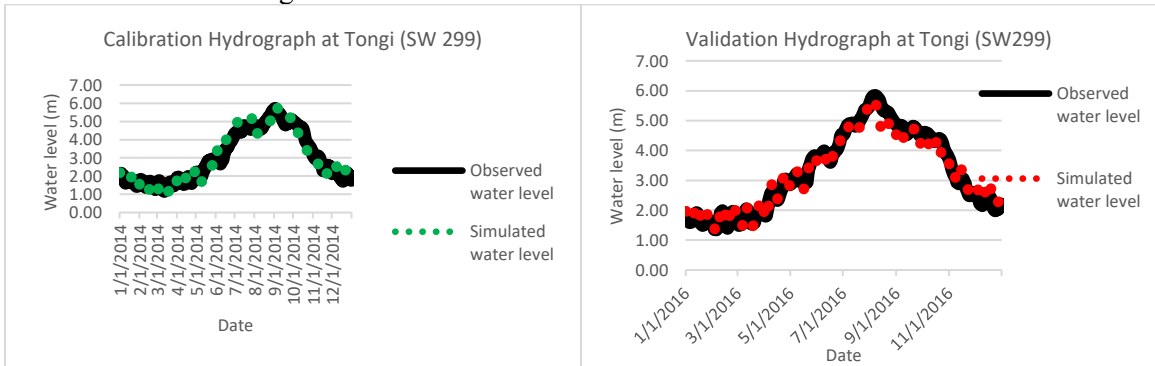 Calibration Hydrograph at Tongi (SW 299)
7.00
6.00
5.00
4.00
3.00
2.00
1.00
0.00
Water level (m)
1/1/2014
2/1/2014
3/1/2014
4/1/2014
5/1/2014
6/1/2014
7/1/2014
8/1/2014
9/1/2014
10/1/2014
11/1/2014
12/1/2014
Date
Observed
water level
Simulated
water level
Validation Hydrograph at Tongi (SW299)
7.00
6.00
5.00
4.00
3.00
2.00
1.00
0.00
Water level (m)
1/1/2016
3/1/2016
5/1/2016
7/1/2016
9/1/2016
11/1/2016
Date
Observed
water level
Simulated
water level